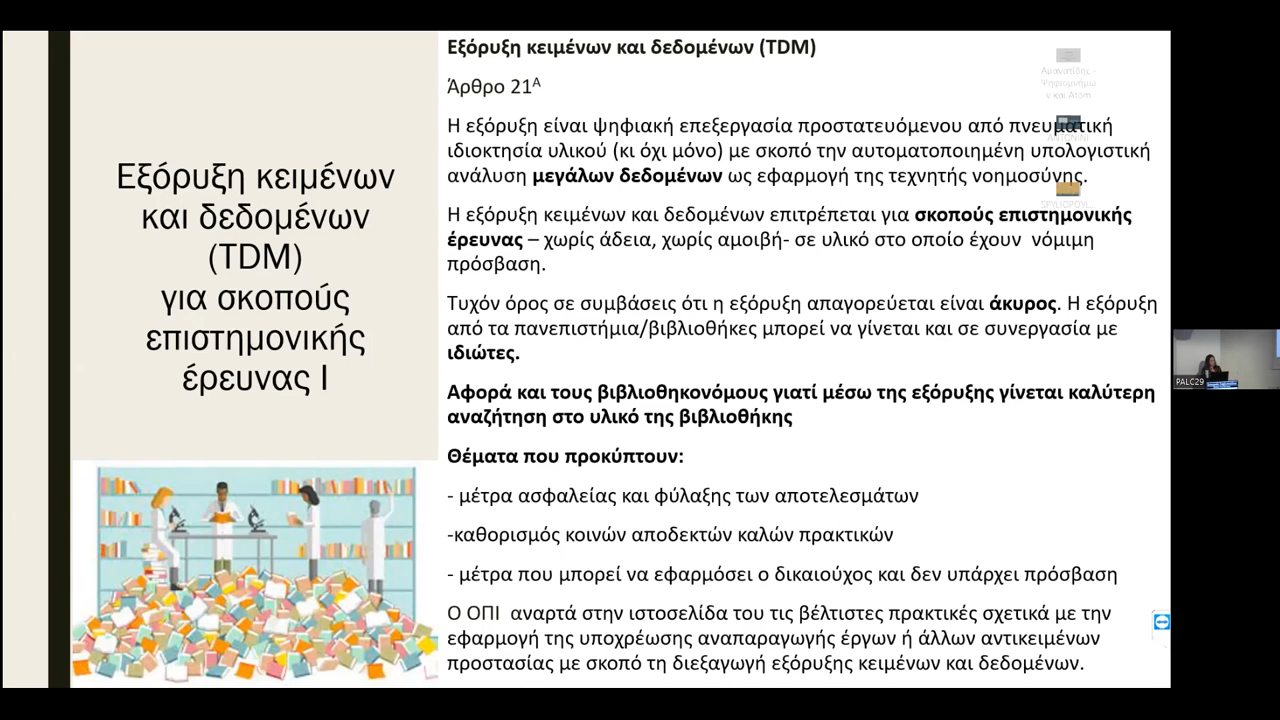 Εξόρυξη κειμένων
και δεδομένων
(TDM)
για σκοπούς
επιστημονικής
έρευνας Ι
Εξόρυξη κειμένων και δεδομένων (TDM)
Άρθρο 21Α
Η εξόρυξη είναι ψηφιακή επεξεργασία προστατευόμενου από πνευματική
ιδιοκτησία υλικού (κι όχι μόνο) με σκοπό την αυτοματοποιημένη υπολογιστική
ανάλυση μεγάλων δεδομένων ως εφαρμογή της τεχνητής νοημοσύνης.
Η εξόρυξη κειμένων και δεδομένων επιτρέπεται για σκοπούς επιστημονικής
έρευνας – χωρίς άδεια, χωρίς αμοιβή- σε υλικό στο οποίο έχουν νόμιμη
πρόσβαση.
Τυχόν όρος σε συμβάσεις ότι η εξόρυξη απαγορεύεται είναι άκυρος. Η εξόρυξη
από τα πανεπιστήμια/βιβλιοθήκες μπορεί να γίνεται και σε συνεργασία με
ιδιώτες.
Αφορά και τους βιβλιοθηκονόμους γιατί μέσω της εξόρυξης γίνεται καλύτερη
αναζήτηση στο υλικό της βιβλιοθήκης
Θέματα που προκύπτουν:
- μέτρα ασφαλείας και φύλαξης των αποτελεσμάτων
-καθορισμός κοινών αποδεκτών καλών πρακτικών
- μέτρα που μπορεί να εφαρμόσει ο δικαιούχος και δεν υπάρχει πρόσβαση
Ο ΟΠΙ αναρτά στην ιστοσελίδα του τις βέλτιστες πρακτικές σχετικά με την
εφαρμογή της υποχρέωσης αναπαραγωγής έργων ή άλλων αντικειμένων
προστασίας με σκοπό τη διεξαγωγή εξόρυξης κειμένων και δεδομένων.
Αμανατίδης -
Ψηφιομνήμω
ν και Atom
ANTONINI
PALC29